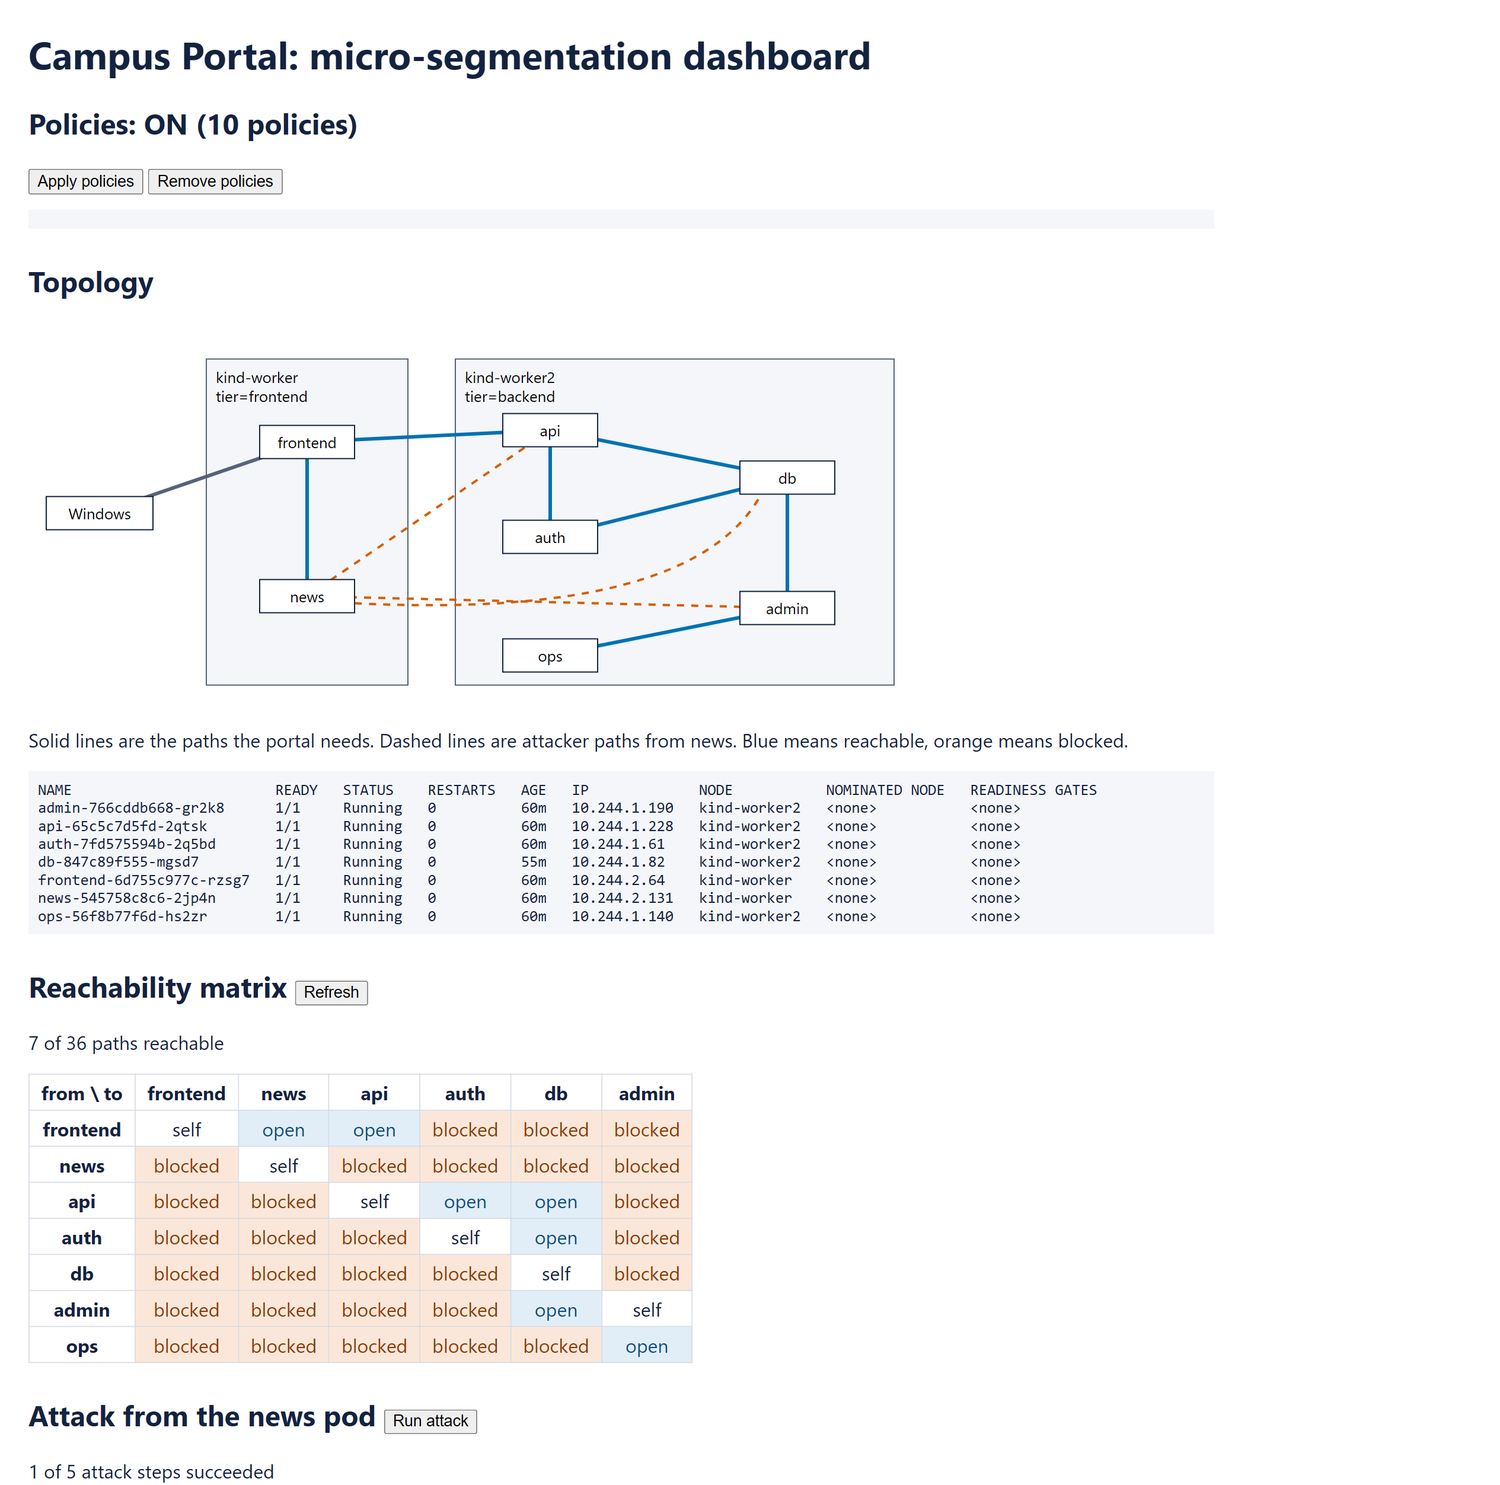 Campus Portal: micro-segmentation dashboard
Policies: ON (10 policies)
Apply policies Remove policies
Topology
kind-worker
tier=frontend
kind-worker2
tier=backend
frontend
api
db
Windows
auth
news
admin
ops
Solid lines are the paths the portal needs. Dashed lines are attacker paths from news. Blue means reachable, orange means blocked.
NAME READY STATUS RESTARTS AGE IP NODE NOMINATED NODE READINESS GATES
admin-766cddb668-gr2k8 1/1 Running 0 60m 10.244.1.190 kind-worker2 <none> <none>
api-65c5c7d5fd-2qtsk 1/1 Running 0 60m 10.244.1.228 kind-worker2 <none> <none>
auth-7fd575594b-2q5bd 1/1 Running 0 60m 10.244.1.61 kind-worker2 <none> <none>
db-847c89f555-mgsd7 1/1 Running 0 55m 10.244.1.82 kind-worker2 <none> <none>
frontend-6d755c977c-rzsg7 1/1 Running 0 60m 10.244.2.64 kind-worker <none> <none>
news-545758c8c6-2jp4n 1/1 Running 0 60m 10.244.2.131 kind-worker <none> <none>
ops-56f8b77f6d-hs2zr 1/1 Running 0 60m 10.244.1.140 kind-worker2 <none> <none>
Reachability matrix Refresh
7 of 36 paths reachable
from \ to frontend news api auth db admin
frontend self open open blocked blocked blocked
news blocked self blocked blocked blocked blocked
api blocked blocked self open open blocked
auth blocked blocked blocked self open blocked
db blocked blocked blocked blocked self blocked
admin blocked blocked blocked blocked open self
ops blocked blocked blocked blocked blocked open
Attack from the news pod Run attack
1 of 5 attack steps succeeded